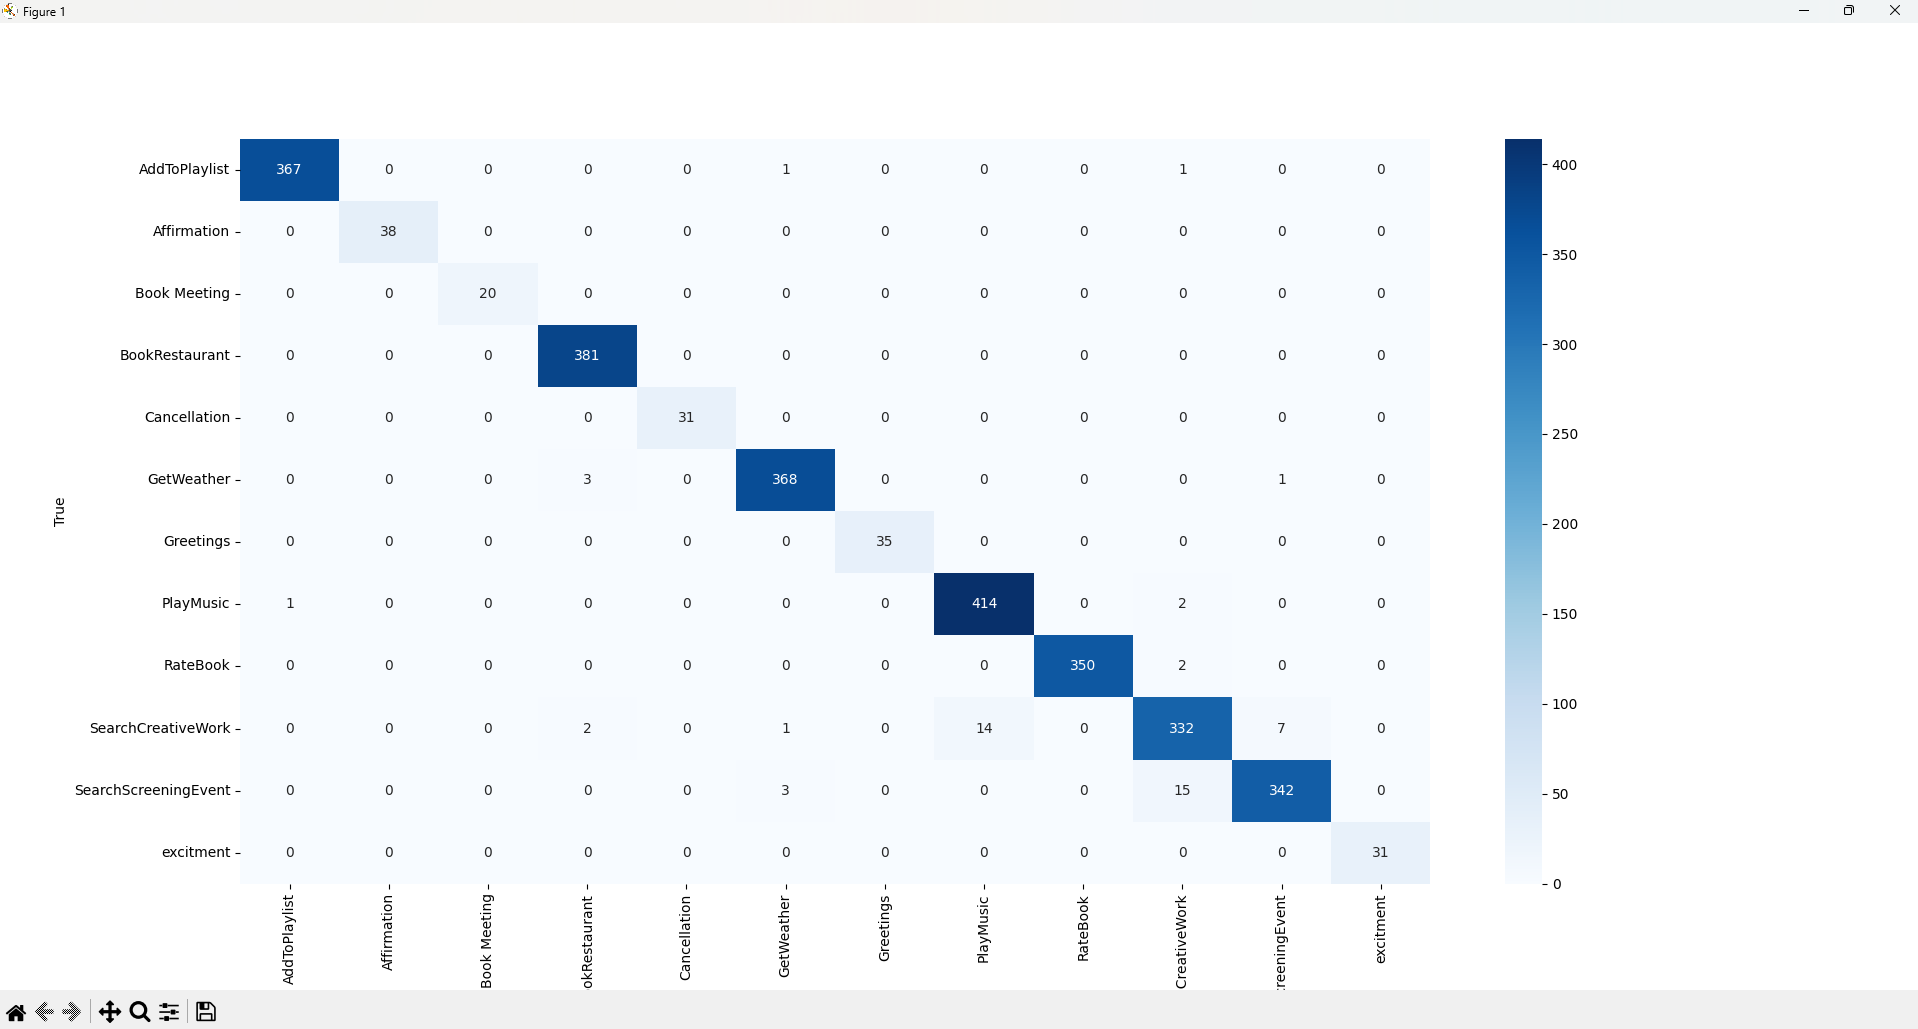 Figure 1
AddToPlaylist 367 0 0 0 0 1 0 0 0 1 0 0
Affirmation 0 38 0 0 0 0 0 0 0 0 0 0
Book Meeting 0 0 20 0 0 0 0 0 0 0 0 0
BookRestaurant 0 0 0 381 0 0 0 0 0 0 0 0
Cancellation 0 0 0 0 31 0 0 0 0 0 0 0
GetWeather 0 0 0 3 0 368 0 0 0 0 1 0
Greetings 0 0 0 0 0 0 35 0 0 0 0 0
PlayMusic 1 0 0 0 0 0 0 414 0 2 0 0
RateBook 0 0 0 0 0 0 0 0 350 2 0 0
SearchCreativeWork 0 0 0 2 0 1 0 14 0 332 7 0
SearchScreeningEvent 0 0 0 0 0 3 0 0 0 15 342 0
excitment 0 0 0 0 0 0 0 0 0 0 0 31
True
AddToPlaylist
Affirmation
Book Meeting
okRestaurant
Cancellation
GetWeather
Greetings
PlayMusic
RateBook
CreativeWork
creeningEvent
excitment
400
350
300
250
200
150
100
50
0